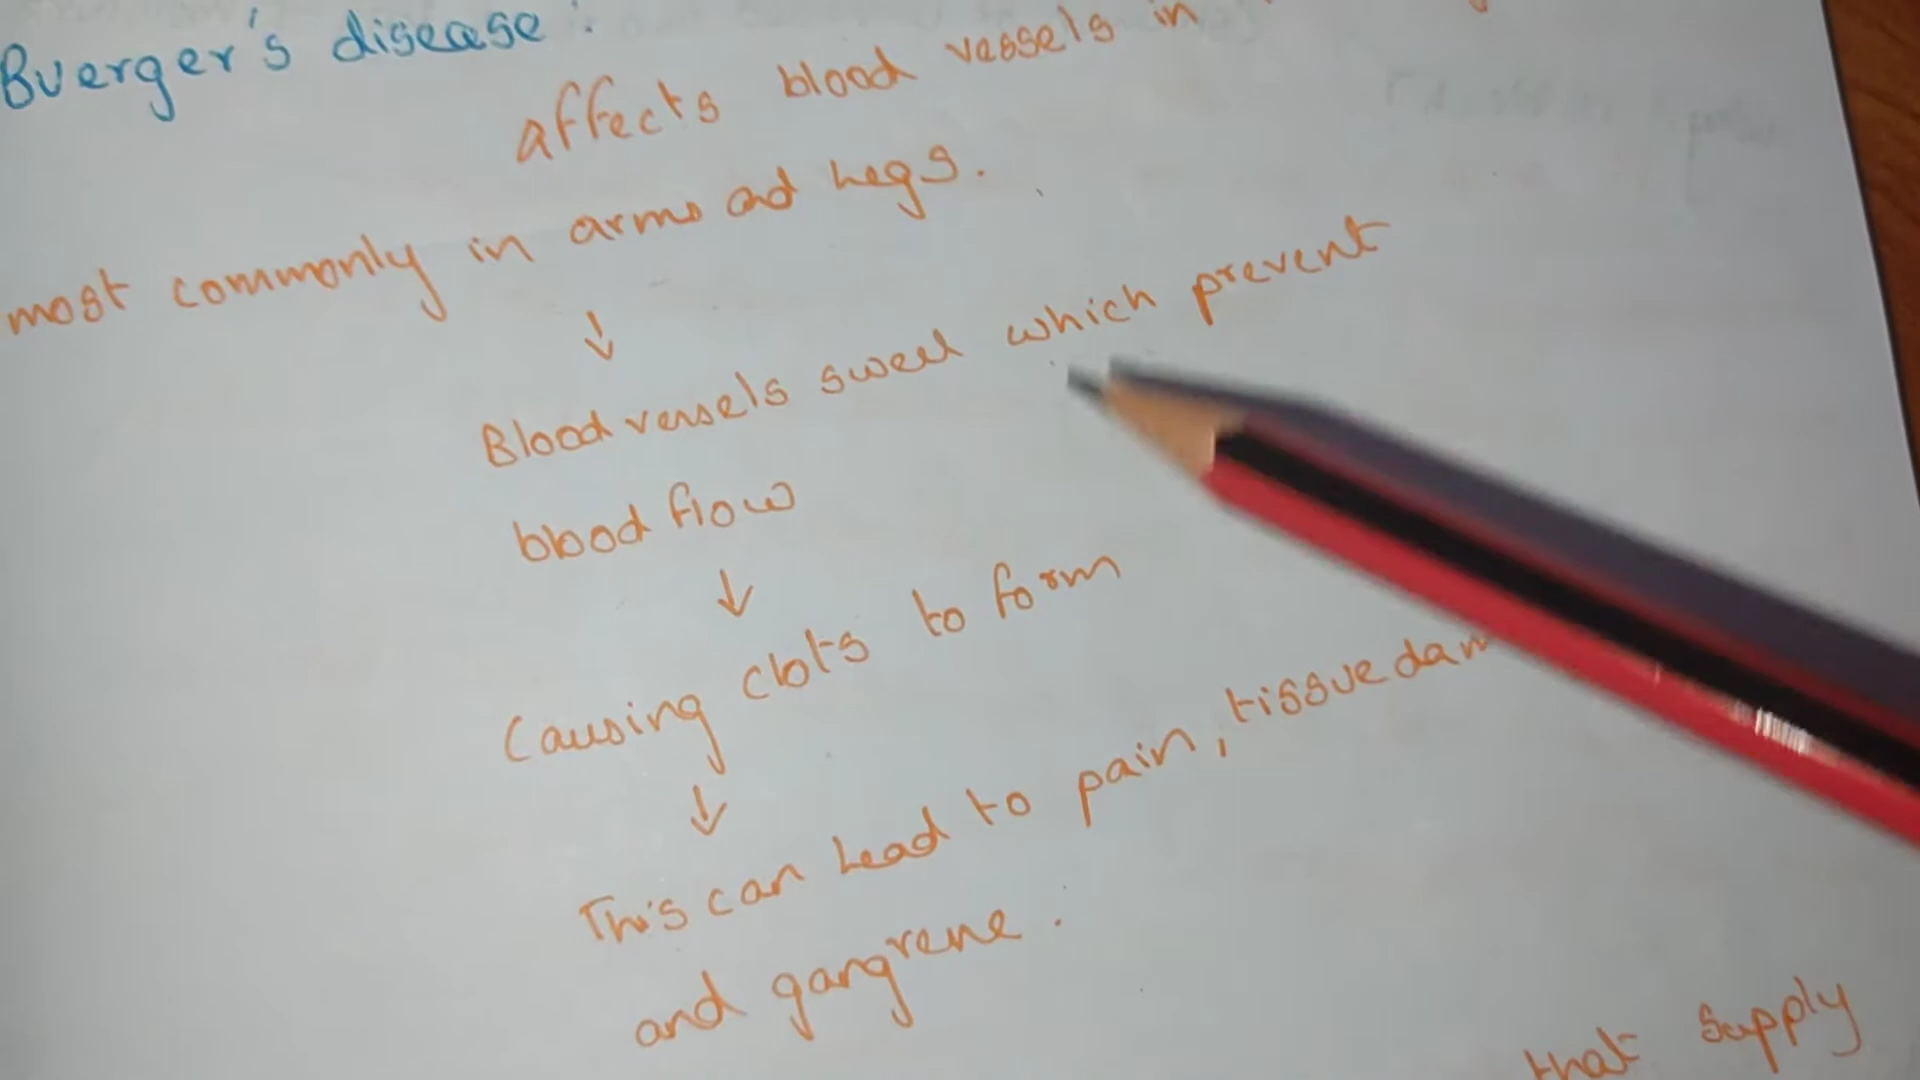 Buerger's disease :
affects blood vessels in
most commonly in arms and legs.
↓
Blood vessels swell which prevent
blood flow
↓
Causing clots to form
↓
This can lead to pain, tissue dam
and gangrene.
that supply